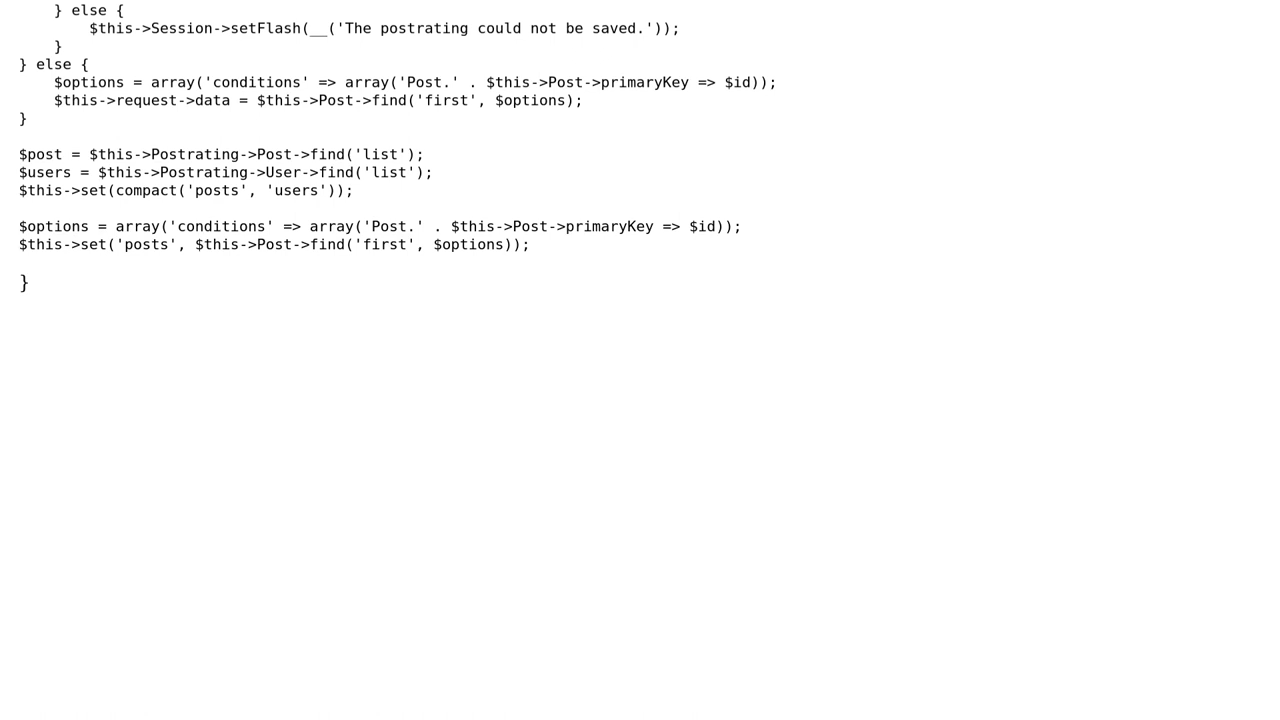 } else {
        $this->Session->setFlash(__('The postrating could not be saved.'));
    }
} else {
    $options = array('conditions' => array('Post.' . $this->Post->primaryKey => $id));
    $this->request->data = $this->Post->find('first', $options);
}

$post = $this->Postrating->Post->find('list');
$users = $this->Postrating->User->find('list');
$this->set(compact('posts', 'users'));

$options = array('conditions' => array('Post.' . $this->Post->primaryKey => $id));
$this->set('posts', $this->Post->find('first', $options));

}